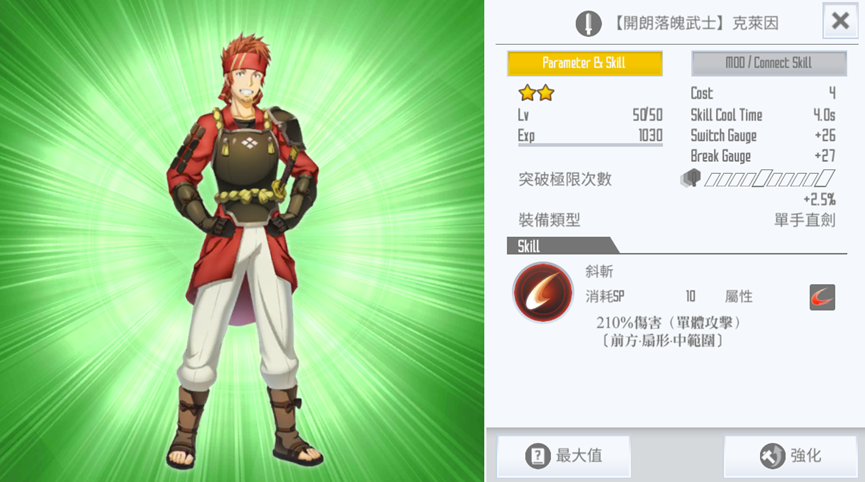 【開朗落魄武士】克萊因
Parameter & Skill
MOD / Connect Skill
Lv 50/50
Exp 1030
Cost 4
Skill Cool Time 4.0s
Switch Gauge +26
Break Gauge +27
突破極限次數
+2.5%
裝備類型 單手直劍
Skill
斜斬
消耗SP 10 屬性
210%傷害（單體攻擊）
〔前方·扇形·中範圍〕
最大值
強化